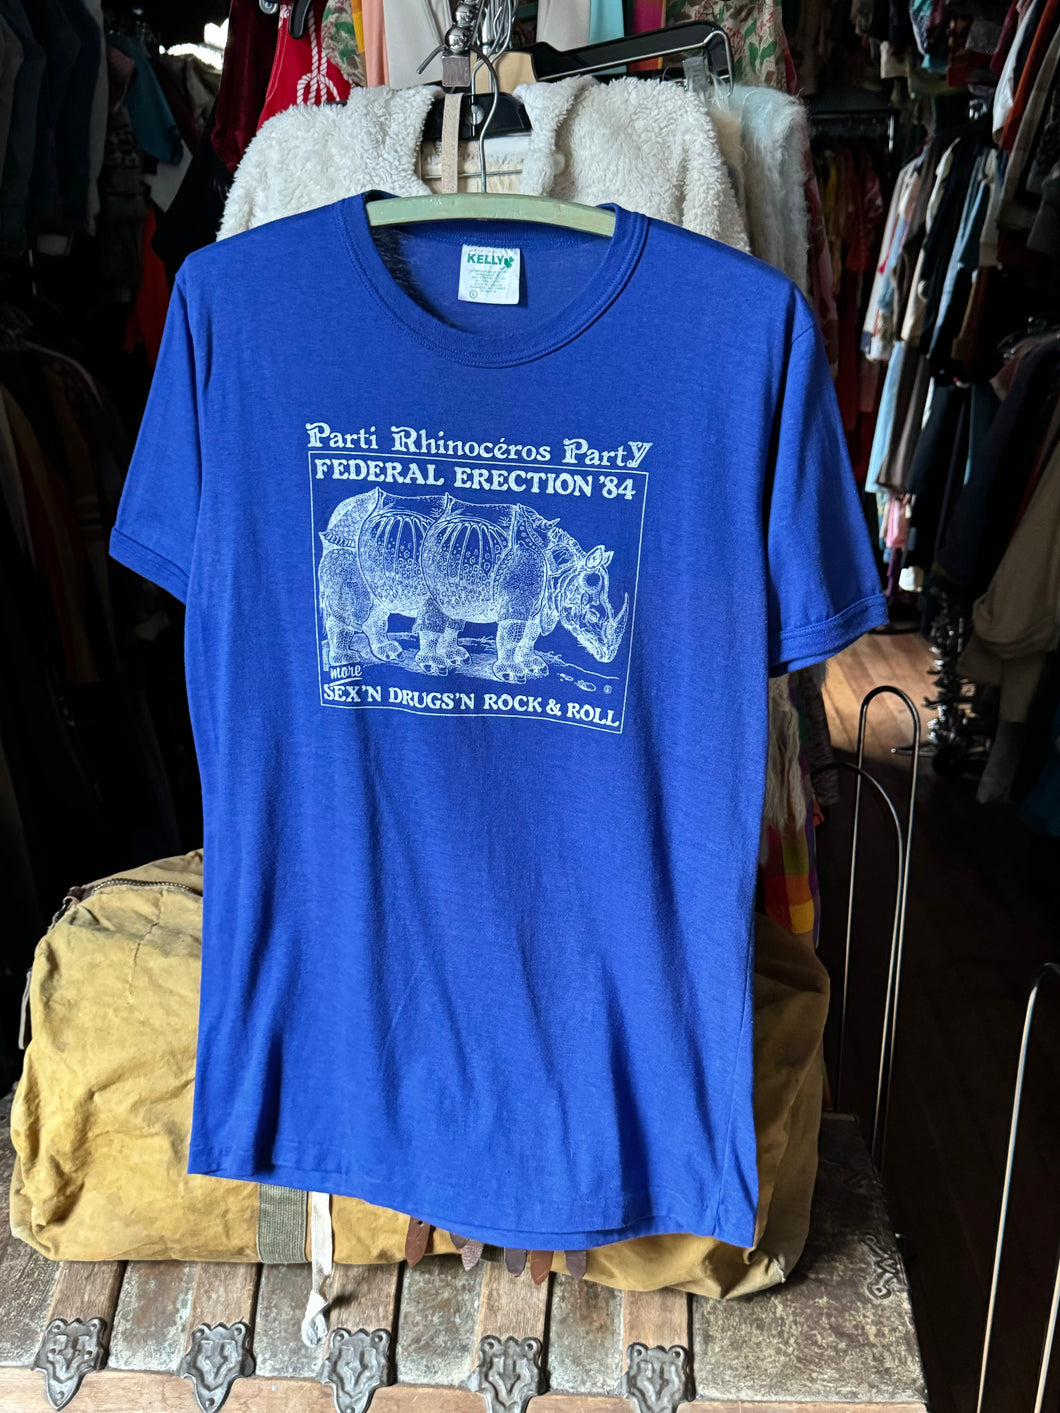 KELLY
Parti Rhinocéros Party
FEDERAL ERECTION '84
more
SEX'N DRUGS'N ROCK & ROLL